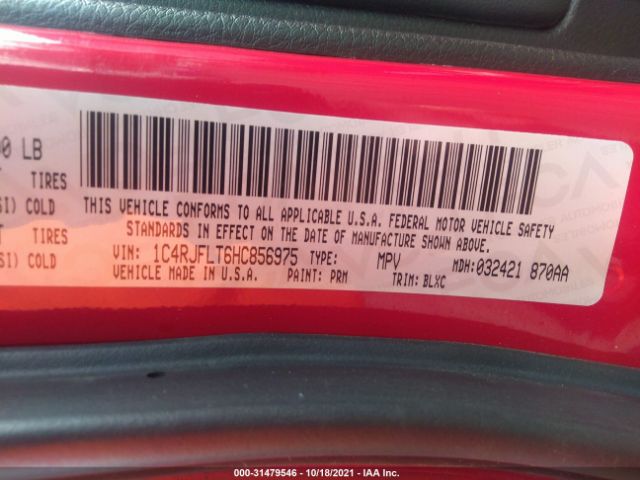 00 LB
TIRES
SI) COLD
TIRES
SI) COLD
THIS VEHICLE CONFORMS TO ALL APPLICABLE U.S.A. FEDERAL MOTOR VEHICLE SAFETY
STANDARDS IN EFFECT ON THE DATE OF MANUFACTURE SHOWN ABOVE.
VIN: 1C4RJFLT6HC856975 TYPE: MPV MDH: 032421 870AA
VEHICLE MADE IN U.S.A. PAINT: PRM TRIM: BLXC
000-31479546 - 10/18/2021 - IAA Inc.